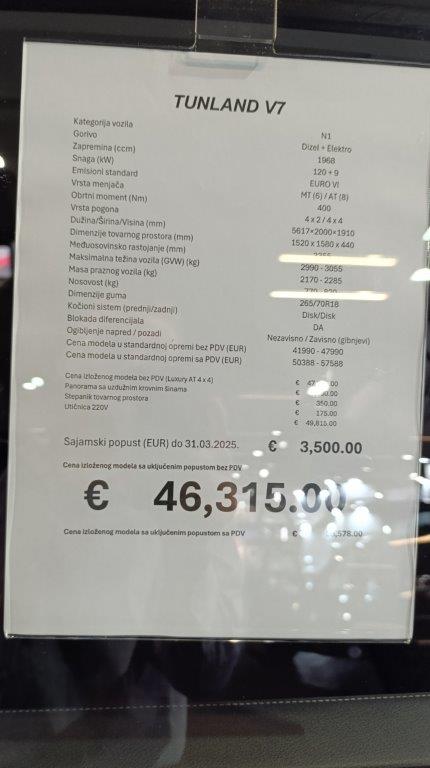 TUNLAND V7
Kategorija vozila N1
Gorivo Dizel + Elektro
Zapremina (ccm) 1968
Snaga (kW) 120 + 9
Emisioni standard EURO VI
Vrsta menjača MT (6) / AT (8)
Obrtni moment (Nm) 400
Vrsta pogona 4 x 2 / 4 x 4
Dužina/Širina/Visina (mm) 5617×2000×1910
Dimenzije tovarnog prostora (mm) 1520 x 1580 x 440
Međuosovinsko rastojanje (mm)
Maksimalna težina vozila (GVW) (kg) 2990 - 3055
Masa praznog vozila (kg) 2170 - 2285
Nosivost (kg)
Dimenzije guma 265/70R18
Kočioni sistem (prednji/zadnji) Disk/Disk
Blokada diferencijala DA
Ogibljenje napred / pozadi Nezavisno / Zavisno (gibnjevi)
Cena modela u standardnoj opremi bez PDV (EUR) 41990 - 47990
Cena modela u standardnoj opremi sa PDV (EUR) 50388 - 57588
Cena izloženog modela bez PDV (Luxury AT 4 x 4) €
Panorama sa uzdužnim krovnim šinama €
Stepanik tovarnog prostora € 350.00
Utičnica 220V € 175.00
€ 49,815.00
Sajamski popust (EUR) do 31.03.2025. € 3,500.00
Cena izloženog modela sa uključenim popustom bez PDV
€ 46,315.00
Cena izloženog modela sa uključenim popustom sa PDV €